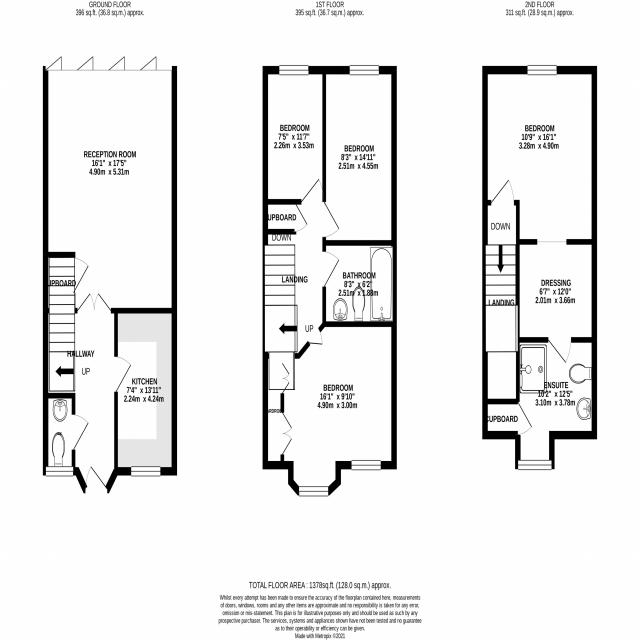 GROUND FLOOR
396 sq.ft. (36.8 sq.m.) approx.
1ST FLOOR
395 sq.ft. (36.7 sq.m.) approx.
2ND FLOOR
311 sq.ft. (28.9 sq.m.) approx.
RECEPTION ROOM
16'1" x 17'5"
4.90m x 5.31m
UPBOARD
HALLWAY
UP
KITCHEN
7'4" x 13'11"
2.24m x 4.24m
BEDROOM
7'5" x 11'7"
2.26m x 3.53m
BEDROOM
8'3" x 14'11"
2.51m x 4.55m
UPBOARD
DOWN
LANDING
BATHROOM
8'3" x 6'2"
2.51m x 1.88m
UP
BEDROOM
16'1" x 9'10"
4.90m x 3.00m
BEDROOM
10'9" x 16'1"
3.28m x 4.90m
DOWN
LANDING
DRESSING
6'7" x 12'0"
2.01m x 3.66m
ENSUITE
10'2" x 12'5"
3.10m x 3.78m
CUPBOARD
TOTAL FLOOR AREA : 1378sq.ft. (128.0 sq.m.) approx.
Whilst every attempt has been made to ensure the accuracy of the floorplan contained here, measurements
of doors, windows, rooms and any other items are approximate and no responsibility is taken for any error,
omission or mis-statement. This plan is for illustrative purposes only and should be used as such by any
prospective purchaser. The services, systems and appliances shown have not been tested and no guarantee
as to their operability or efficiency can be given.
Made with Metropix ©2021